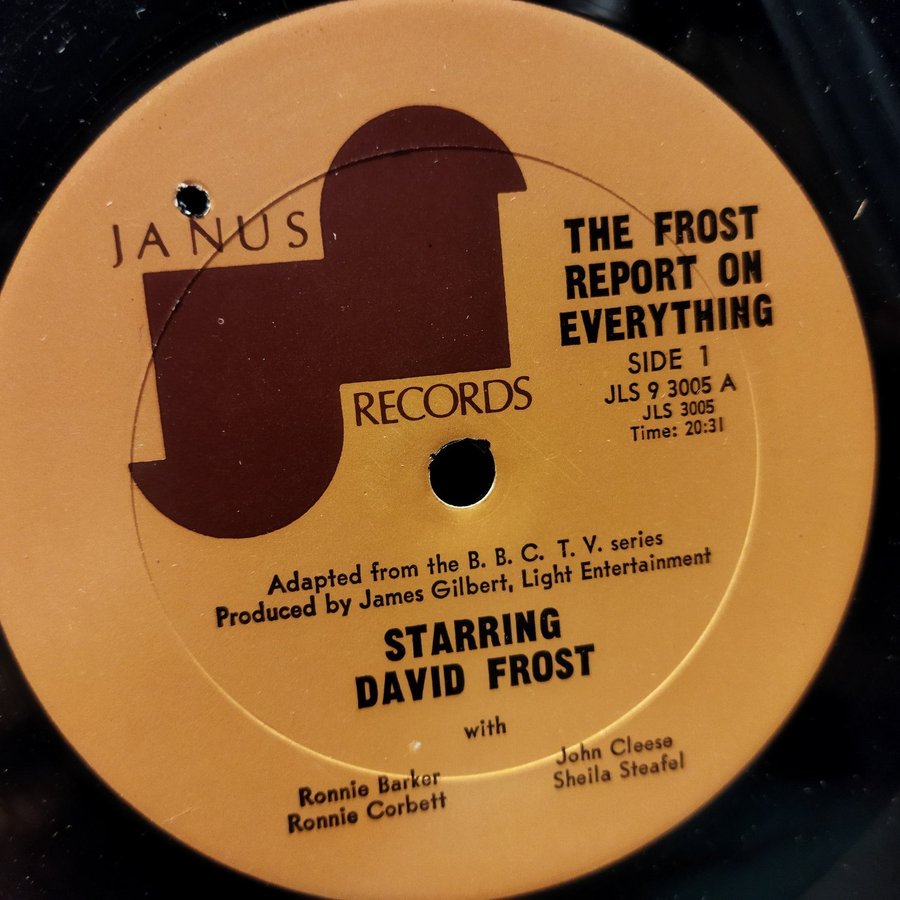 JANUS
RECORDS
THE FROST
REPORT ON
EVERYTHING
SIDE 1
JLS 9 3005 A
JLS 3005
Time: 20:31
Adapted from the B. B. C. T. V. series
Produced by James Gilbert, Light Entertainment
STARRING
DAVID FROST
with
Ronnie Barker
Ronnie Corbett
John Cleese
Sheila Steafel